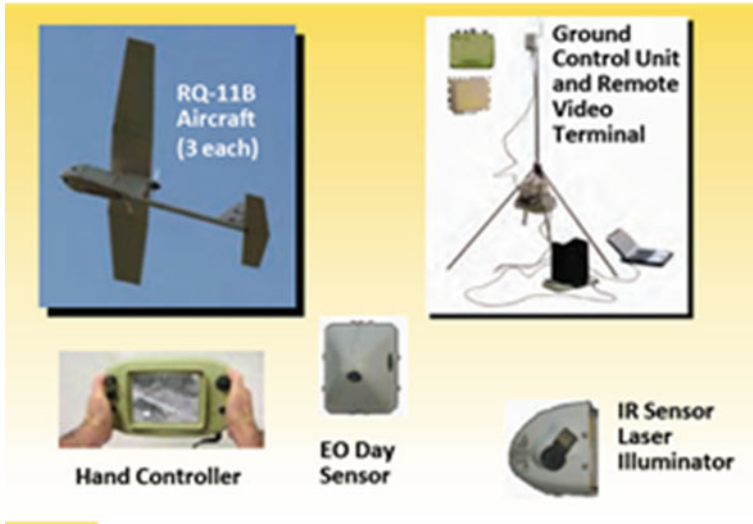 RQ-11B
Aircraft
(3 each)
Ground
Control Unit
and Remote
Video
Terminal
Hand Controller
EO Day
Sensor
IR Sensor
Laser
Illuminator